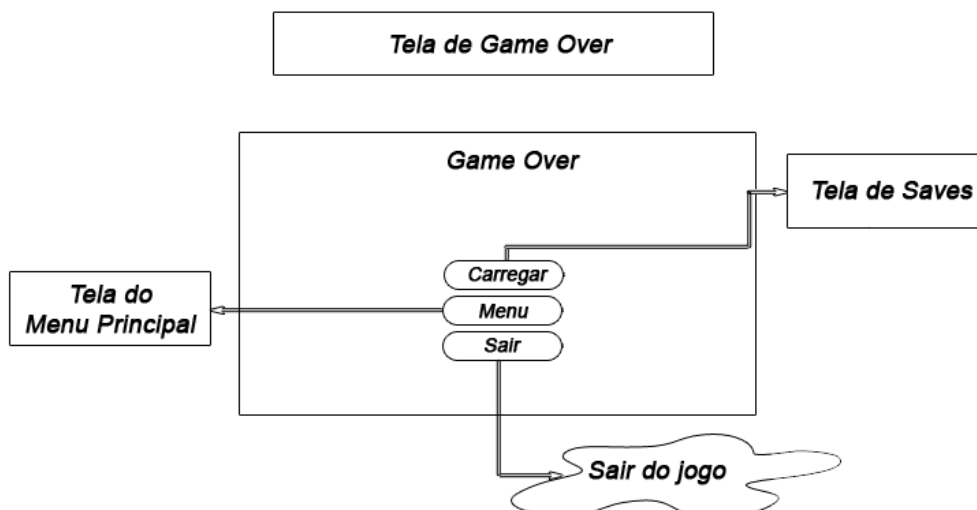 Tela de Game Over
Game Over
Tela de Saves
Carregar
Tela do
Menu Principal
Menu
Sair
Sair do jogo